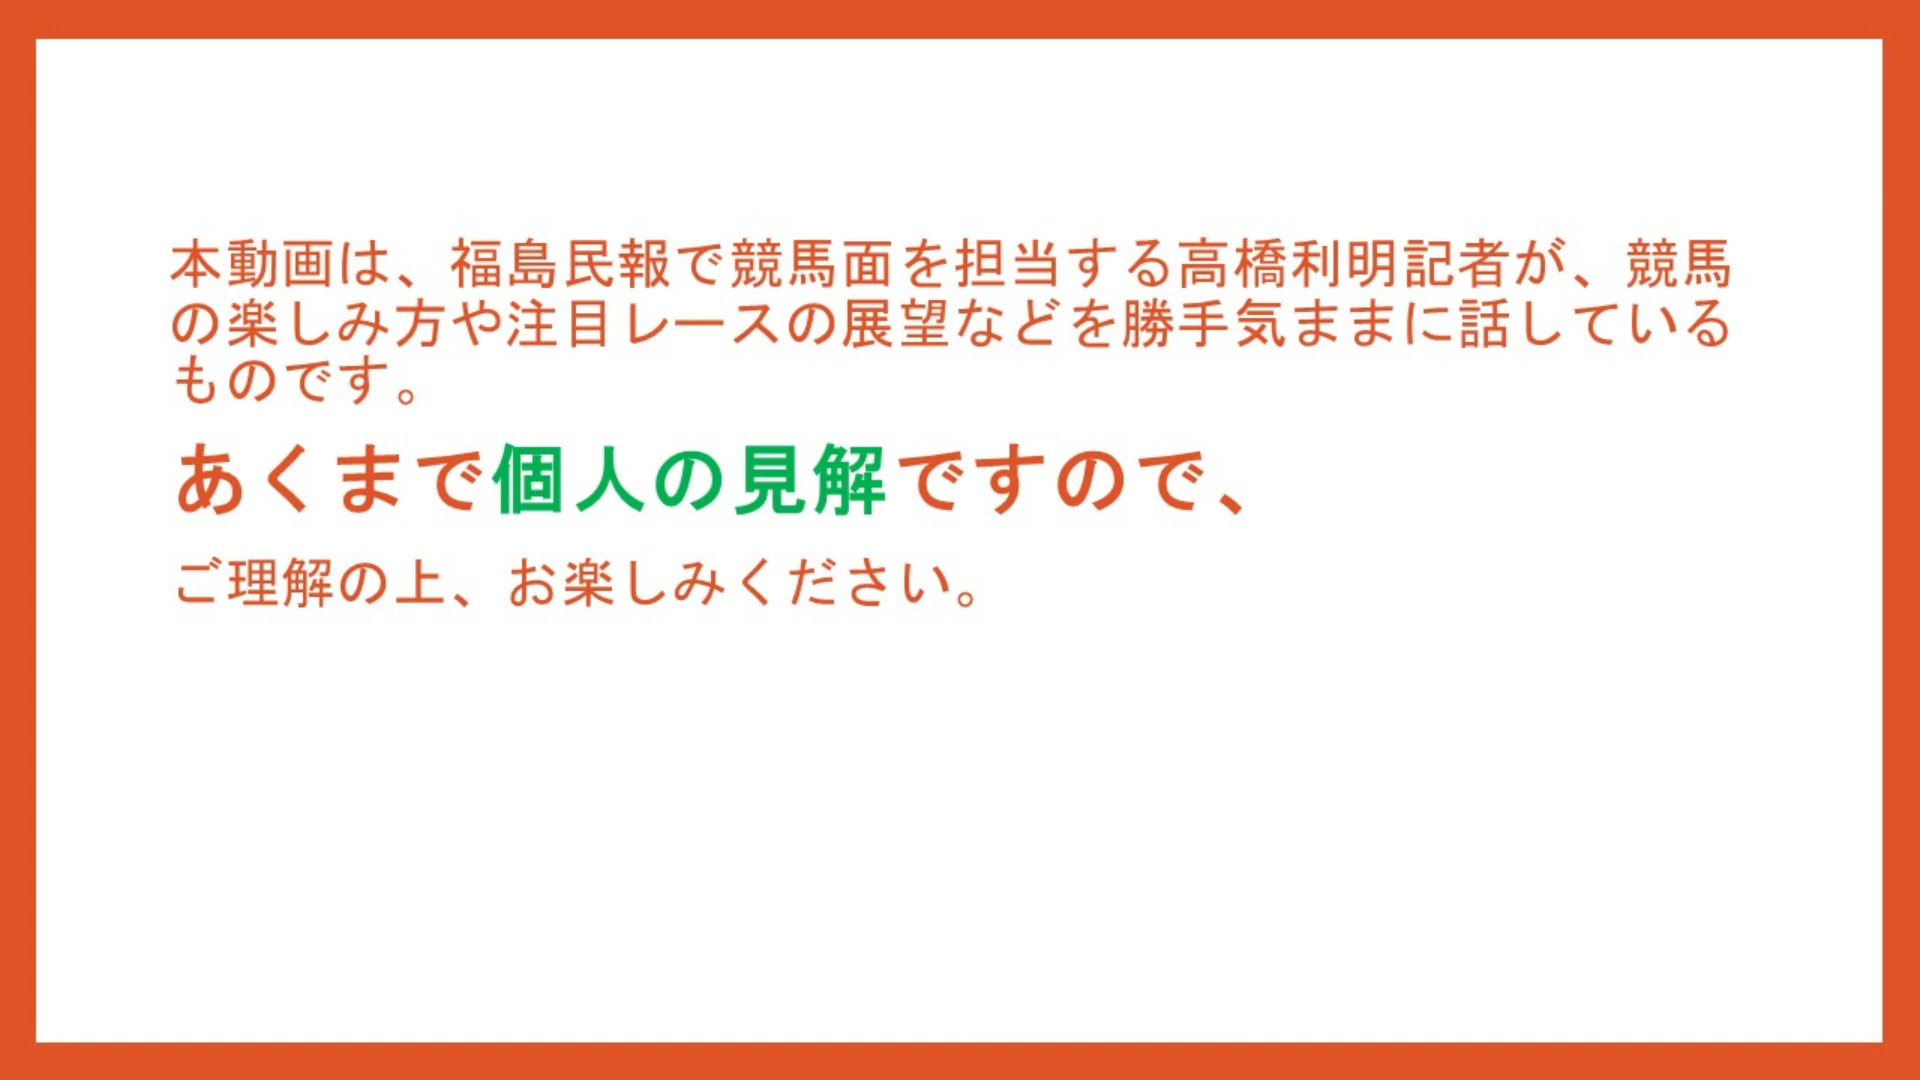 本動画は、福島民報で競馬面を担当する高橋利明記者が、競馬
の楽しみ方や注目レースの展望などを勝手気ままに話している
ものです。
あくまで個人の見解ですので、
ご理解の上、お楽しみください。